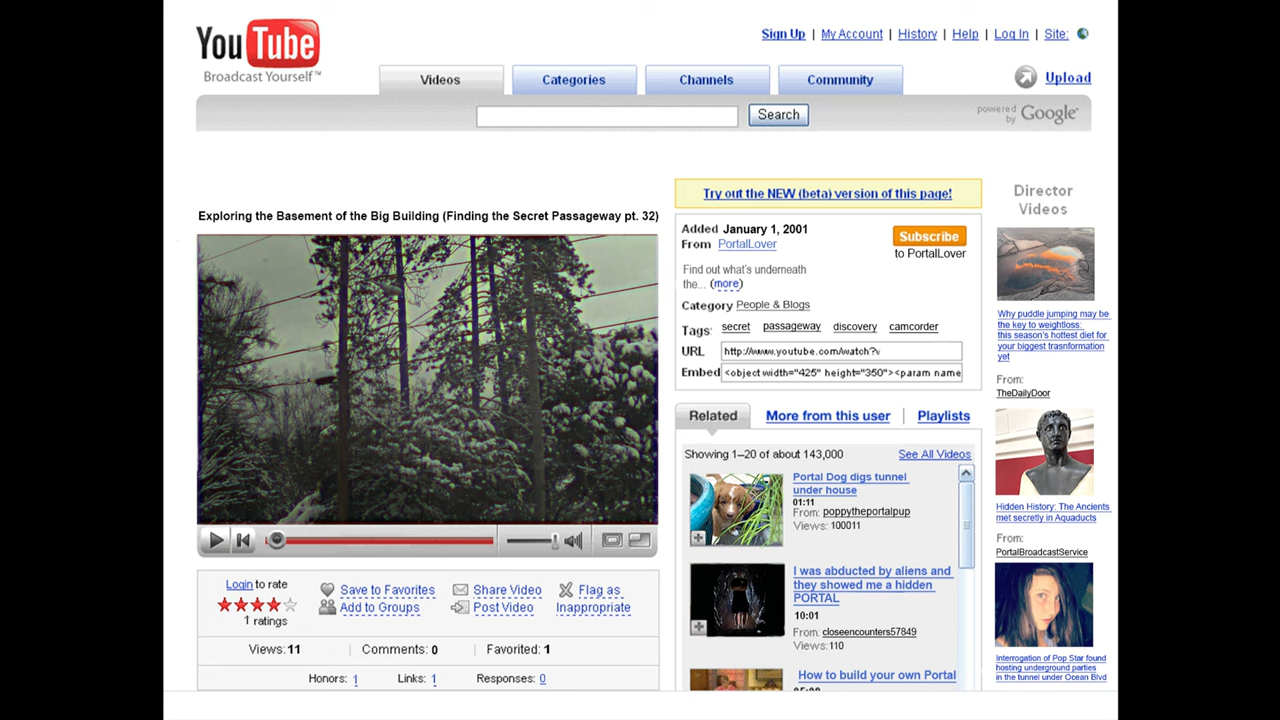 YouTube
Broadcast Yourself™
Sign Up | My Account | History | Help | Log In | Site:
Videos
Categories
Channels
Community
Upload
Search
powered by Google
Exploring the Basement of the Big Building (Finding the Secret Passageway pt. 32)
Login to rate
1 ratings
Save to Favorites
Add to Groups
Share Video
Post Video
Flag as
Inappropriate
Views: 11 | Comments: 0 | Favorited: 1
Honors: 1 Links: 1 Responses: 0
Try out the NEW (beta) version of this page!
Added January 1, 2001
From PortalLover
Subscribe
to PortalLover
Find out what's underneath
the... (more)
Category People & Blogs
Tags: secret passageway discovery camcorder
URL http://www.youtube.com/watch?v
Embed <object width="425" height="350"><param name
Related
More from this user | Playlists
Showing 1–20 of about 143,000
See All Videos
Portal Dog digs tunnel
under house
01:11
From: poppytheportalpup
Views: 100011
I was abducted by aliens and
they showed me a hidden
PORTAL
10:01
From: closeencounters57849
Views: 110
How to build your own Portal
Director
Videos
Why puddle jumping may be
the key to weightloss:
this season's hottest diet for
your biggest trasnformation
yet
From:
TheDailyDoor
Hidden History: The Ancients
met secretly in Aquaducts
From:
PortalBroadcastService
Interrogation of Pop Star found
hosting underground parties
in the tunnel under Ocean Blvd